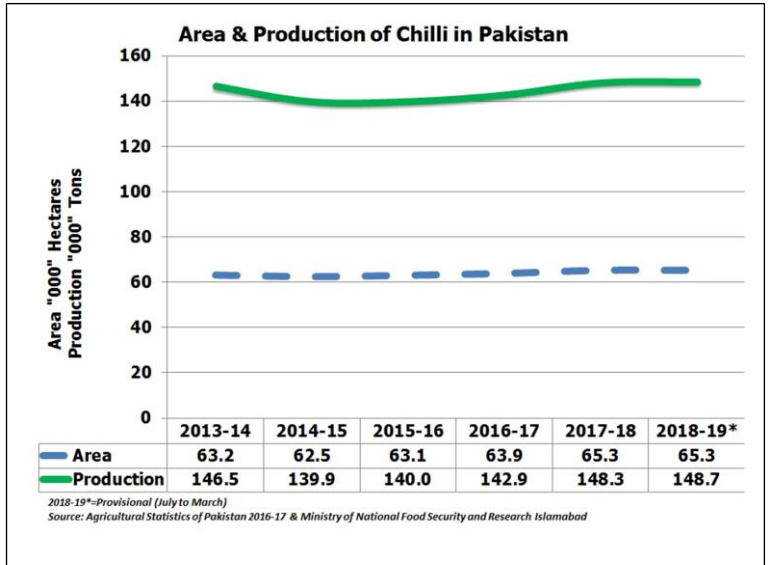 Area & Production of Chilli in Pakistan
Area "000" Hectares
Production "000" Tons
160
140
120
100
80
60
40
20
0
2013-14 2014-15 2015-16 2016-17 2017-18 2018-19*
Area 63.2 62.5 63.1 63.9 65.3 65.3
Production 146.5 139.9 140.0 142.9 148.3 148.7
2018-19*=Provisional (July to March)
Source: Agricultural Statistics of Pakistan 2016-17 & Ministry of National Food Security and Research Islamabad